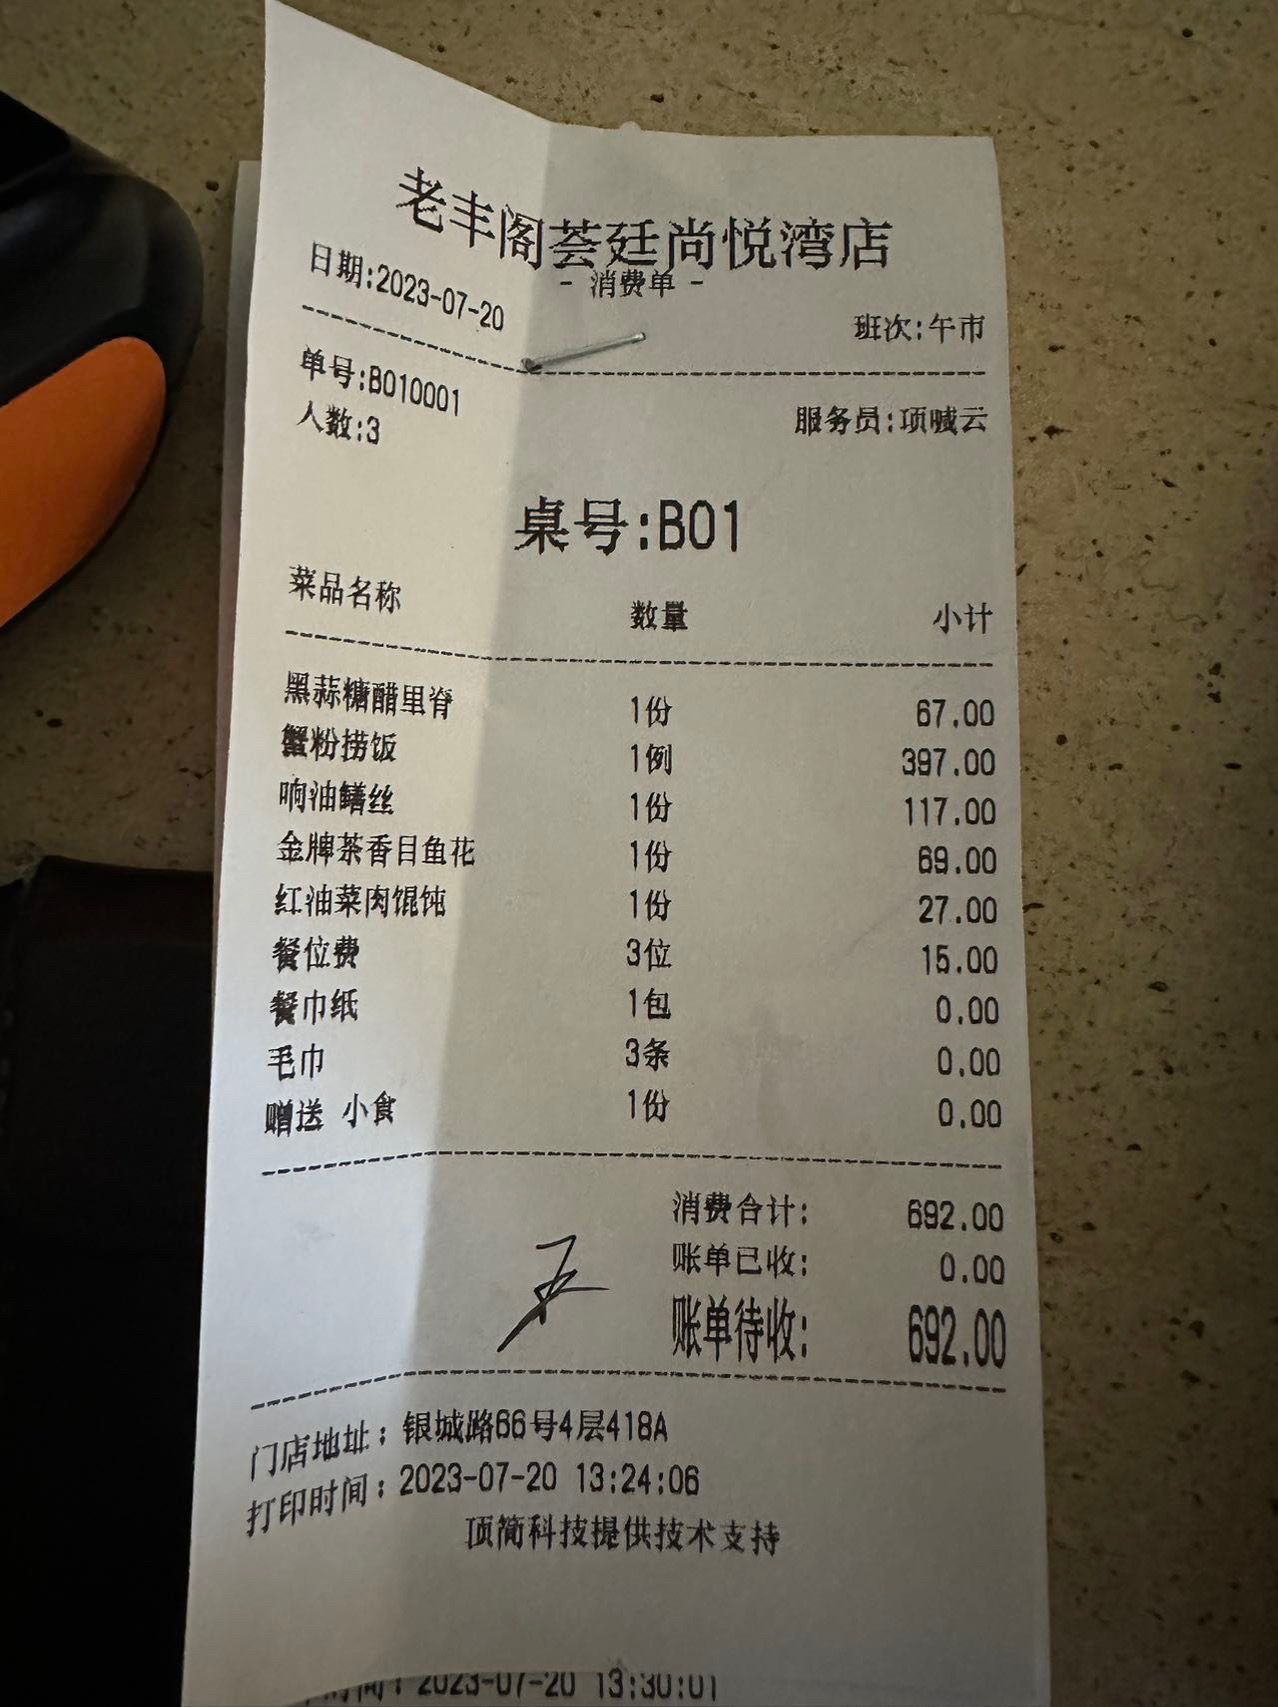 老丰阁荟廷尚悦湾店
- 消费单 -
日期:2023-07-20 班次:午市
单号:B010001
人数:3 服务员:项喊云
桌号:B01
菜品名称 数量 小计
黑蒜糖醋里脊 1份 67.00
蟹粉捞饭 1例 397.00
响油鳝丝 1份 117.00
金牌茶香目鱼花 1份 69.00
红油菜肉馄饨 1份 27.00
餐位费 3位 15.00
餐巾纸 1包 0.00
毛巾 3条 0.00
赠送 小食 1份 0.00
消费合计: 692.00
账单已收: 0.00
账单待收: 692.00
门店地址：银城路66号4层418A
打印时间：2023-07-20 13:24:06
顶简科技提供技术支持
时间：2023-07-20 13:30:01